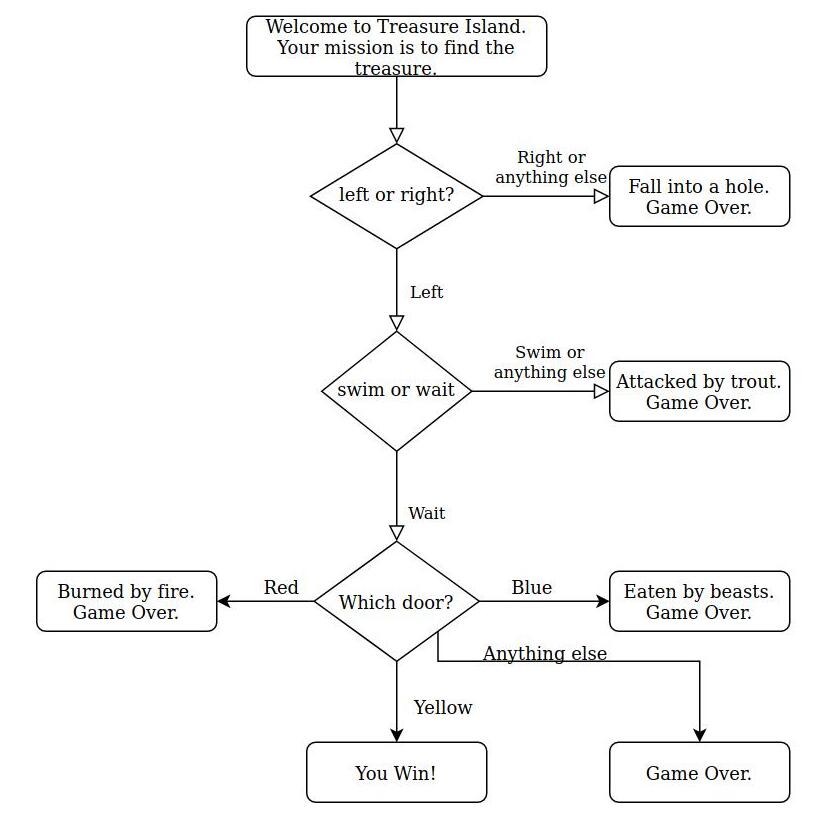 Welcome to Treasure Island.
Your mission is to find the
treasure.
left or right?
Right or
anything else
Fall into a hole.
Game Over.
Left
swim or wait
Swim or
anything else
Attacked by trout.
Game Over.
Wait
Burned by fire.
Game Over.
Red
Which door?
Blue
Eaten by beasts.
Game Over.
Anything else
Yellow
You Win!
Game Over.